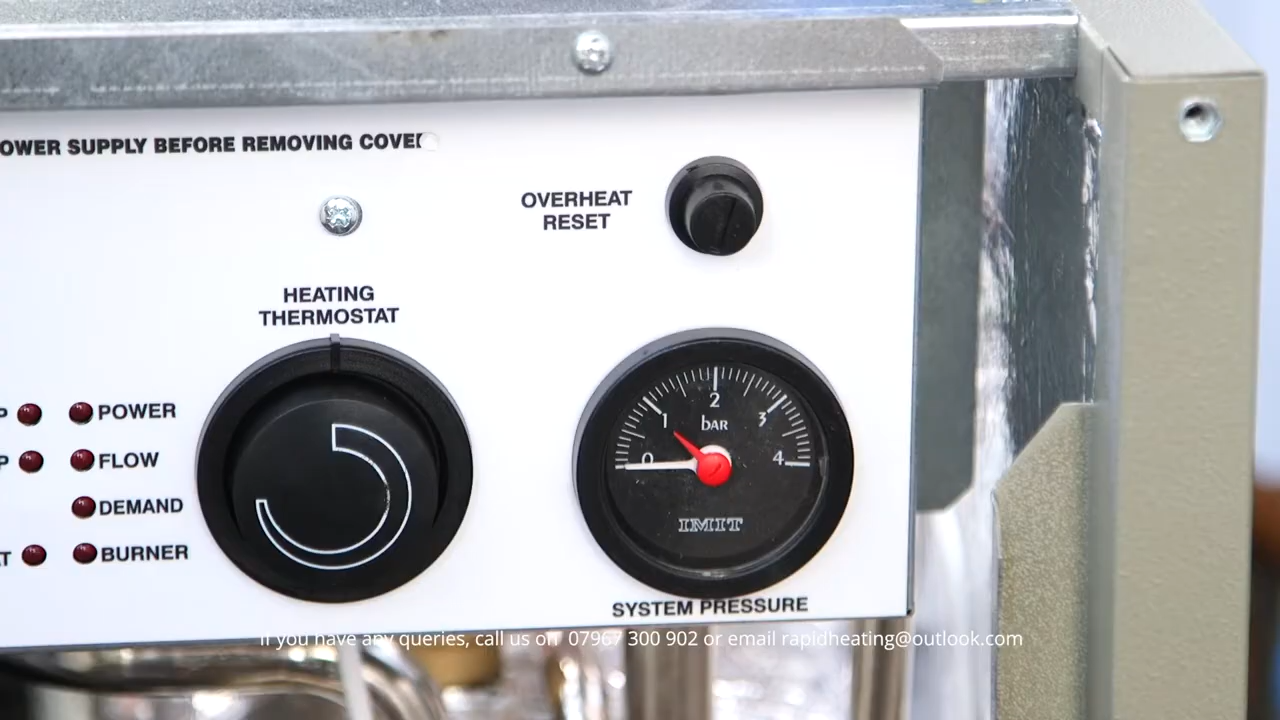 OWER SUPPLY BEFORE REMOVING COVE
OVERHEAT
RESET
HEATING
THERMOSTAT
P
POWER
P
FLOW
DEMAND
BURNER
0
1
2
3
4
bAR
IMIT
SYSTEM PRESSURE
If you have any queries, call us on 07967 300 902 or email rapidheating@outlook.com